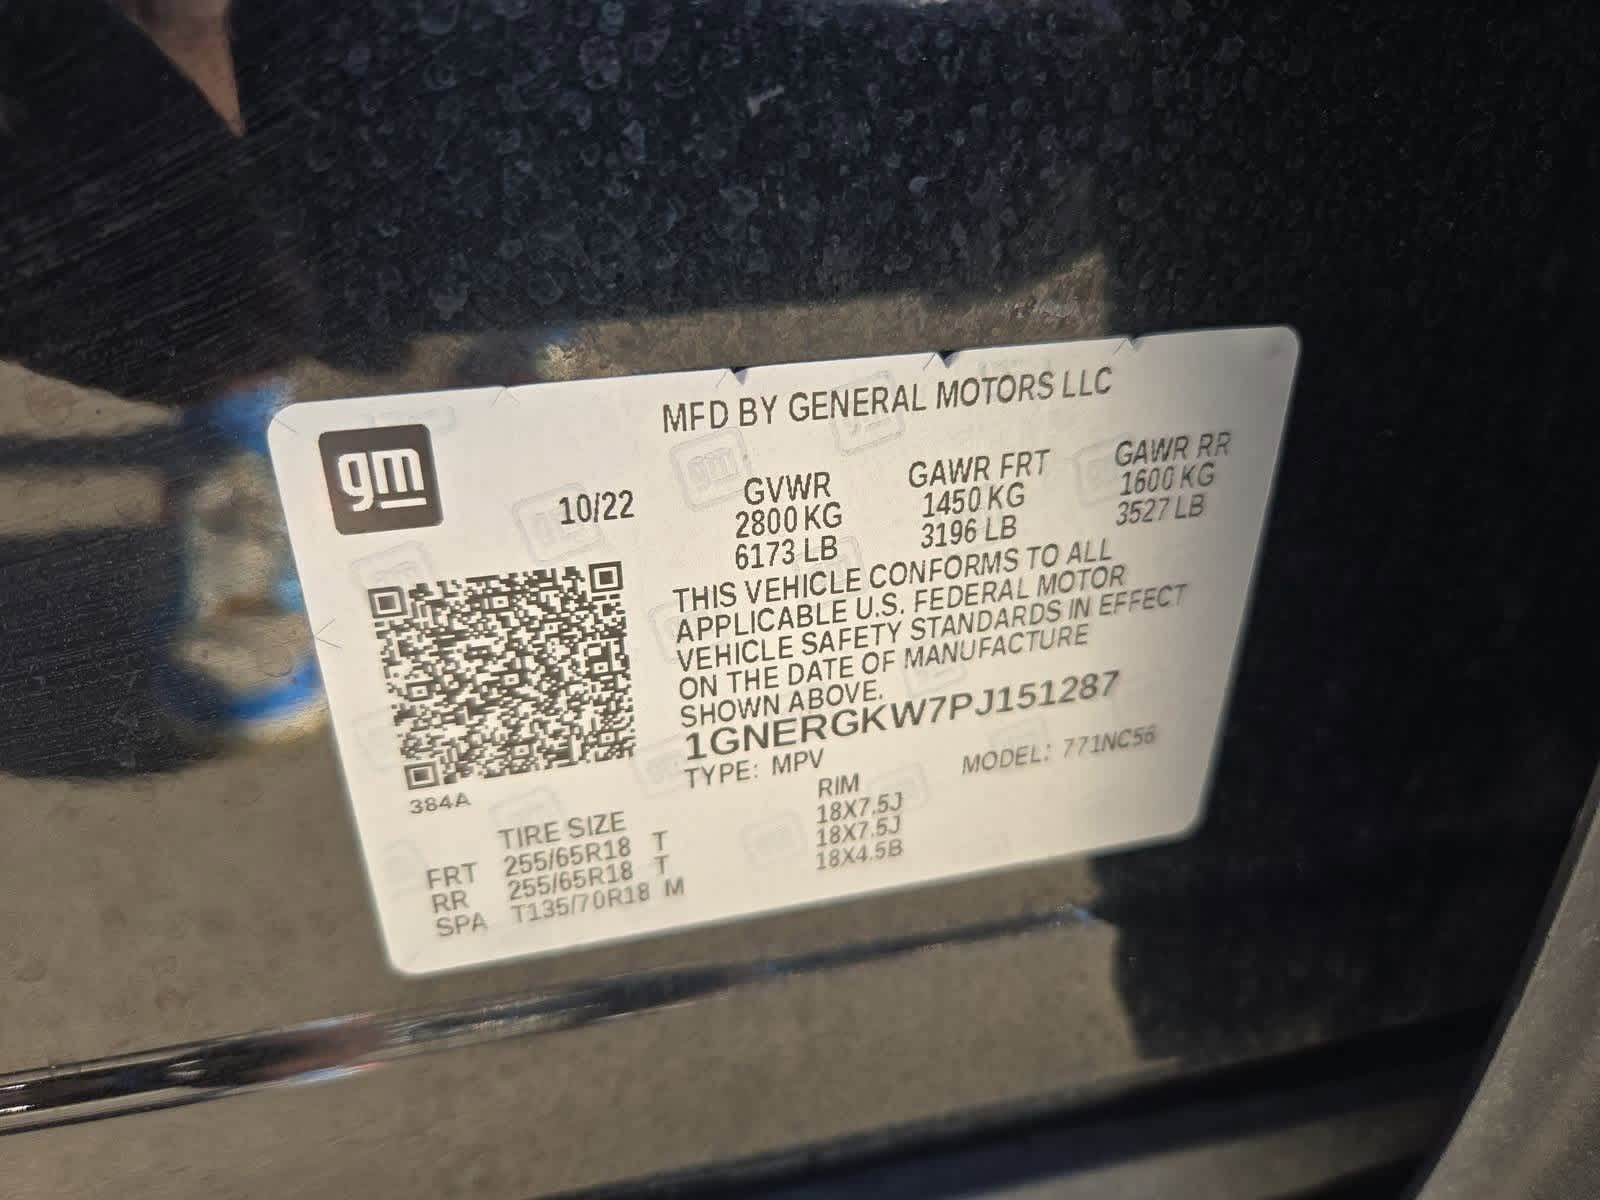 MFD BY GENERAL MOTORS LLC
gm
10/22
GVWR
2800 KG
6173 LB
GAWR FRT
1450 KG
3196 LB
GAWR RR
1600 KG
3527 LB
THIS VEHICLE CONFORMS TO ALL
APPLICABLE U.S. FEDERAL MOTOR
VEHICLE SAFETY STANDARDS IN EFFECT
ON THE DATE OF MANUFACTURE
SHOWN ABOVE.
1GNERGKW7PJ151287
TYPE: MPV MODEL: 771NC56
384A
TIRE SIZE RIM
FRT 255/65R18 T 18X7.5J
RR 255/65R18 T 18X7.5J
SPA T135/70R18 M 18X4.5B